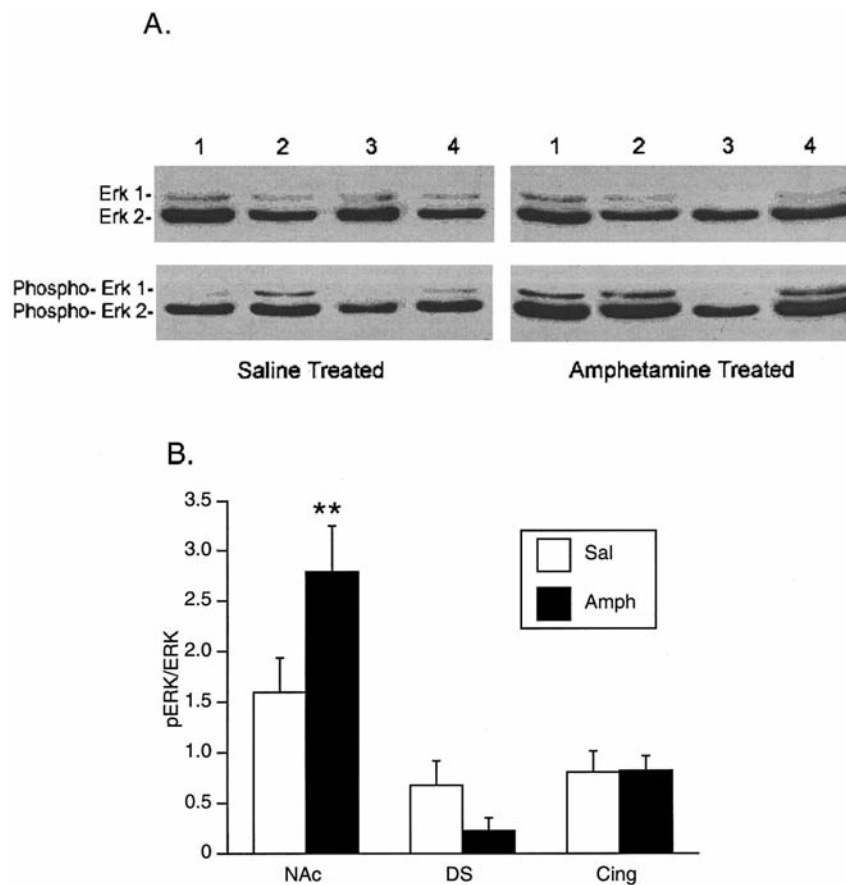 A.
1 2 3 4 1 2 3 4
Erk 1-
Erk 2-
Phospho- Erk 1-
Phospho- Erk 2-
Saline Treated Amphetamine Treated
B.
3.5
3.0
2.5
2.0
1.5
1.0
0.5
0
pERK/ERK
**
Sal
Amph
NAc DS Cing